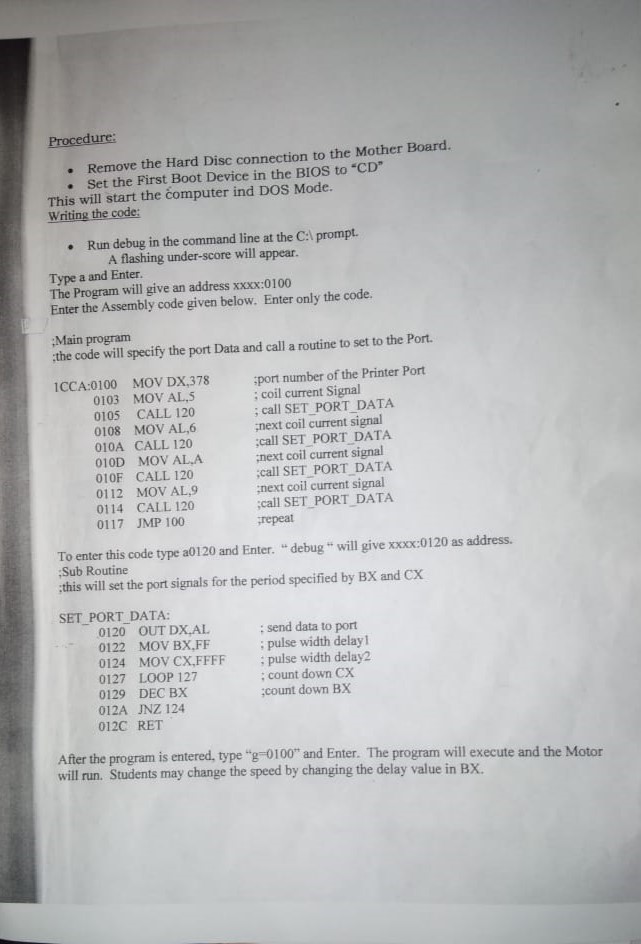 Procedure:
• Remove the Hard Disc connection to the Mother Board.
• Set the First Boot Device in the BIOS to "CD"
This will start the computer ind DOS Mode.
Writing the code:
• Run debug in the command line at the C:\ prompt.
A flashing under-score will appear.
Type a and Enter.
The Program will give an address xxxx:0100
Enter the Assembly code given below. Enter only the code.
;Main program
;the code will specify the port Data and call a routine to set to the Port.
1CCA:0100 MOV DX,378 ;port number of the Printer Port
0103 MOV AL,5 ; coil current Signal
0105 CALL 120 ; call SET_PORT_DATA
0108 MOV AL,6 ;next coil current signal
010A CALL 120 ;call SET_PORT_DATA
010D MOV AL,A ;next coil current signal
010F CALL 120 ;call SET_PORT_DATA
0112 MOV AL,9 ;next coil current signal
0114 CALL 120 ;call SET_PORT_DATA
0117 JMP 100 ;repeat
To enter this code type a0120 and Enter. " debug " will give xxxx:0120 as address.
;Sub Routine
;this will set the port signals for the period specified by BX and CX
SET_PORT_DATA:
0120 OUT DX,AL ; send data to port
0122 MOV BX,FF ; pulse width delay1
0124 MOV CX,FFFF ; pulse width delay2
0127 LOOP 127 ; count down CX
0129 DEC BX ;count down BX
012A JNZ 124
012C RET
After the program is entered, type "g=0100" and Enter. The program will execute and the Motor
will run. Students may change the speed by changing the delay value in BX.